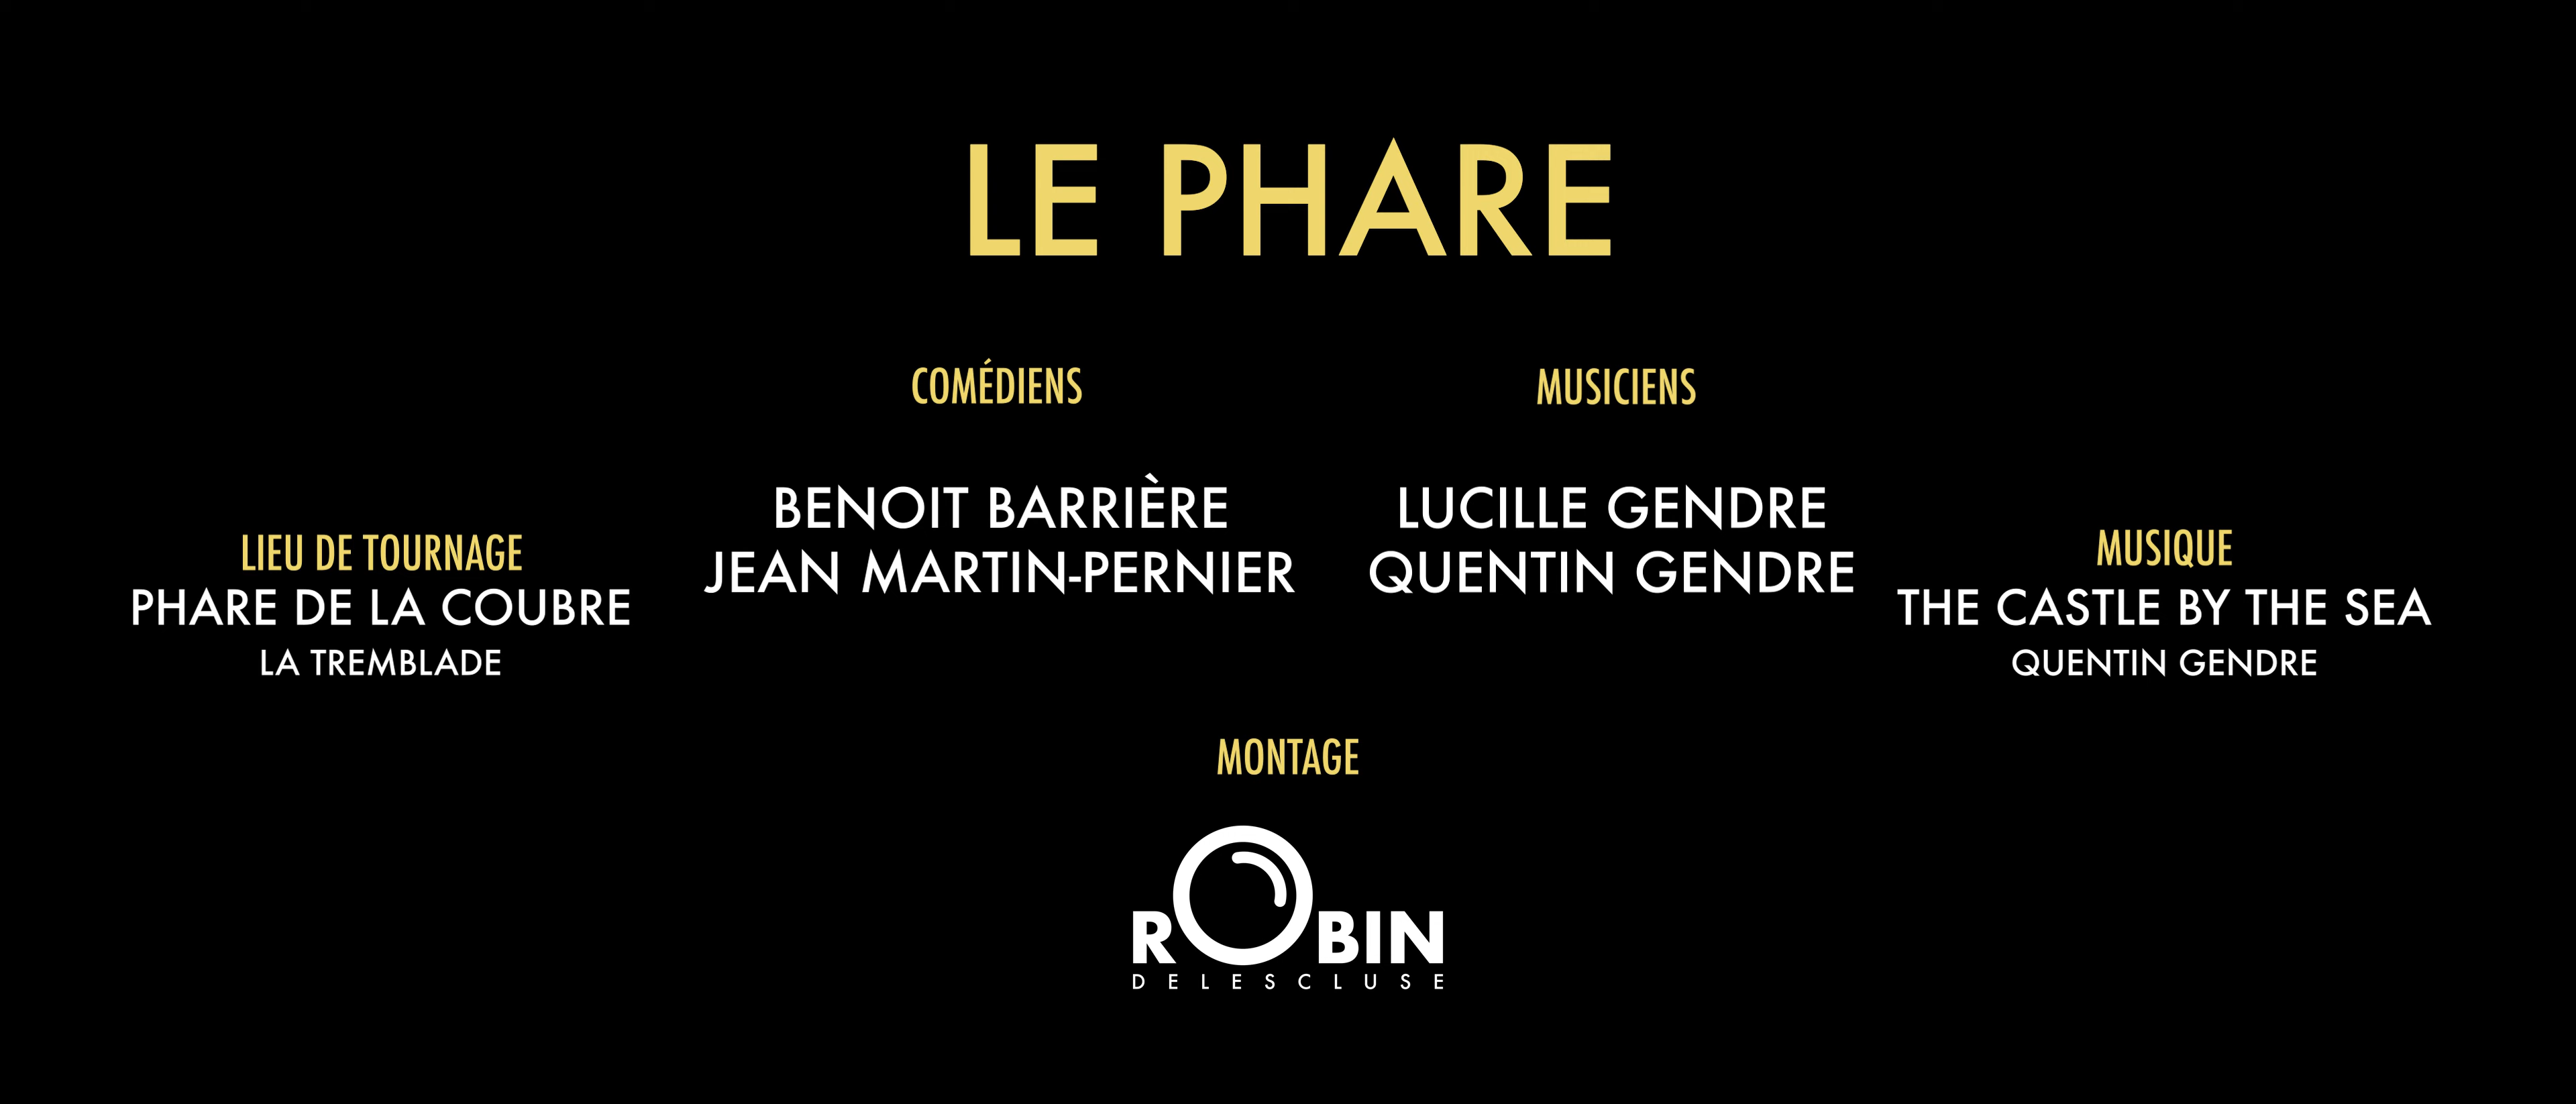 LE PHARE
COMÉDIENS
BENOIT BARRIÈRE
JEAN MARTIN-PERNIER
MUSICIENS
LUCILLE GENDRE
QUENTIN GENDRE
LIEU DE TOURNAGE
PHARE DE LA COUBRE
LA TREMBLADE
MUSIQUE
THE CASTLE BY THE SEA
QUENTIN GENDRE
MONTAGE
ROBIN
DELESCLUSE